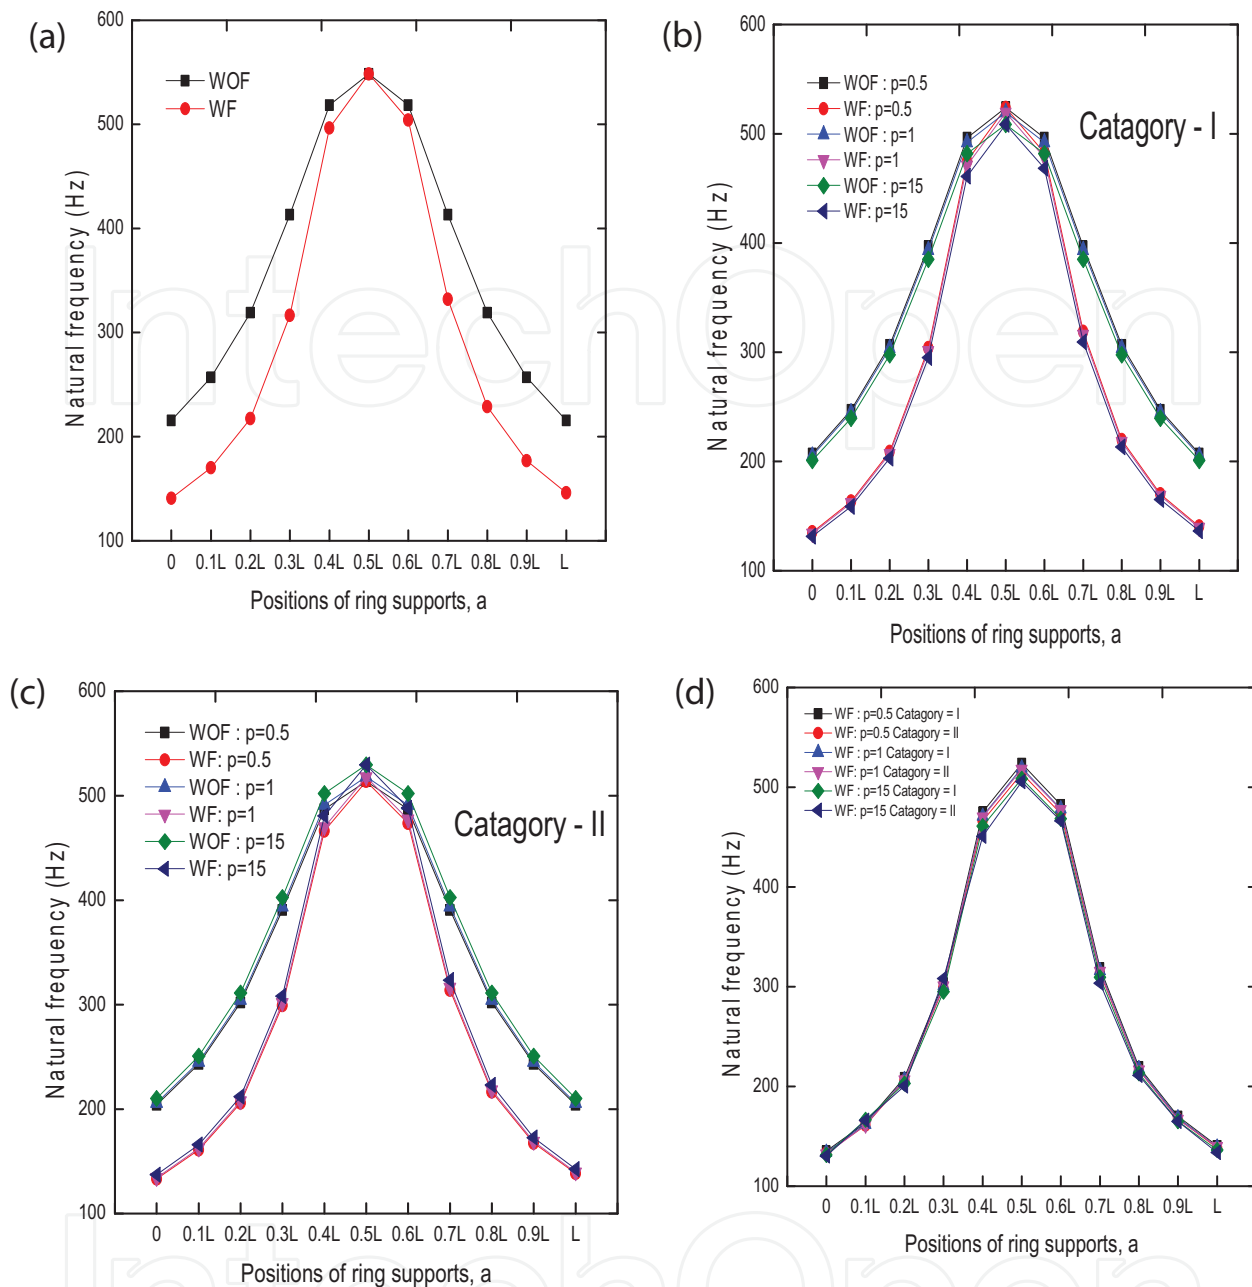 (a)
600
500
400
300
200
100
Natural frequency (Hz)
WOF
WF
0 0.1L 0.2L 0.3L 0.4L 0.5L 0.6L 0.7L 0.8L 0.9L L
Positions of ring supports, a
(b)
600
500
400
300
200
100
Natural frequency (Hz)
WOF : p=0.5
WF: p=0.5
WOF : p=1
WF: p=1
WOF : p=15
WF: p=15
Catagory - I
0 0.1L 0.2L 0.3L 0.4L 0.5L 0.6L 0.7L 0.8L 0.9L L
Positions of ring supports, a
(c)
600
500
400
300
200
100
Natural frequency (Hz)
WOF : p=0.5
WF: p=0.5
WOF : p=1
WF: p=1
WOF : p=15
WF: p=15
Catagory - II
0 0.1L 0.2L 0.3L 0.4L 0.5L 0.6L 0.7L 0.8L 0.9L L
Positions of ring supports, a
(d)
600
500
400
300
200
100
Natural frequency (Hz)
WF : p=0.5 Catagory = I
WF: p=0.5 Catagory = II
WF : p=1 Catagory = I
WF: p=1 Catagory = II
WF: p=15 Catagory = I
WF: p=15 Catagory = II
0 0.1L 0.2L 0.3L 0.4L 0.5L 0.6L 0.7L 0.8L 0.9L L
Positions of ring supports, a
IntechOpen
IntechOpen